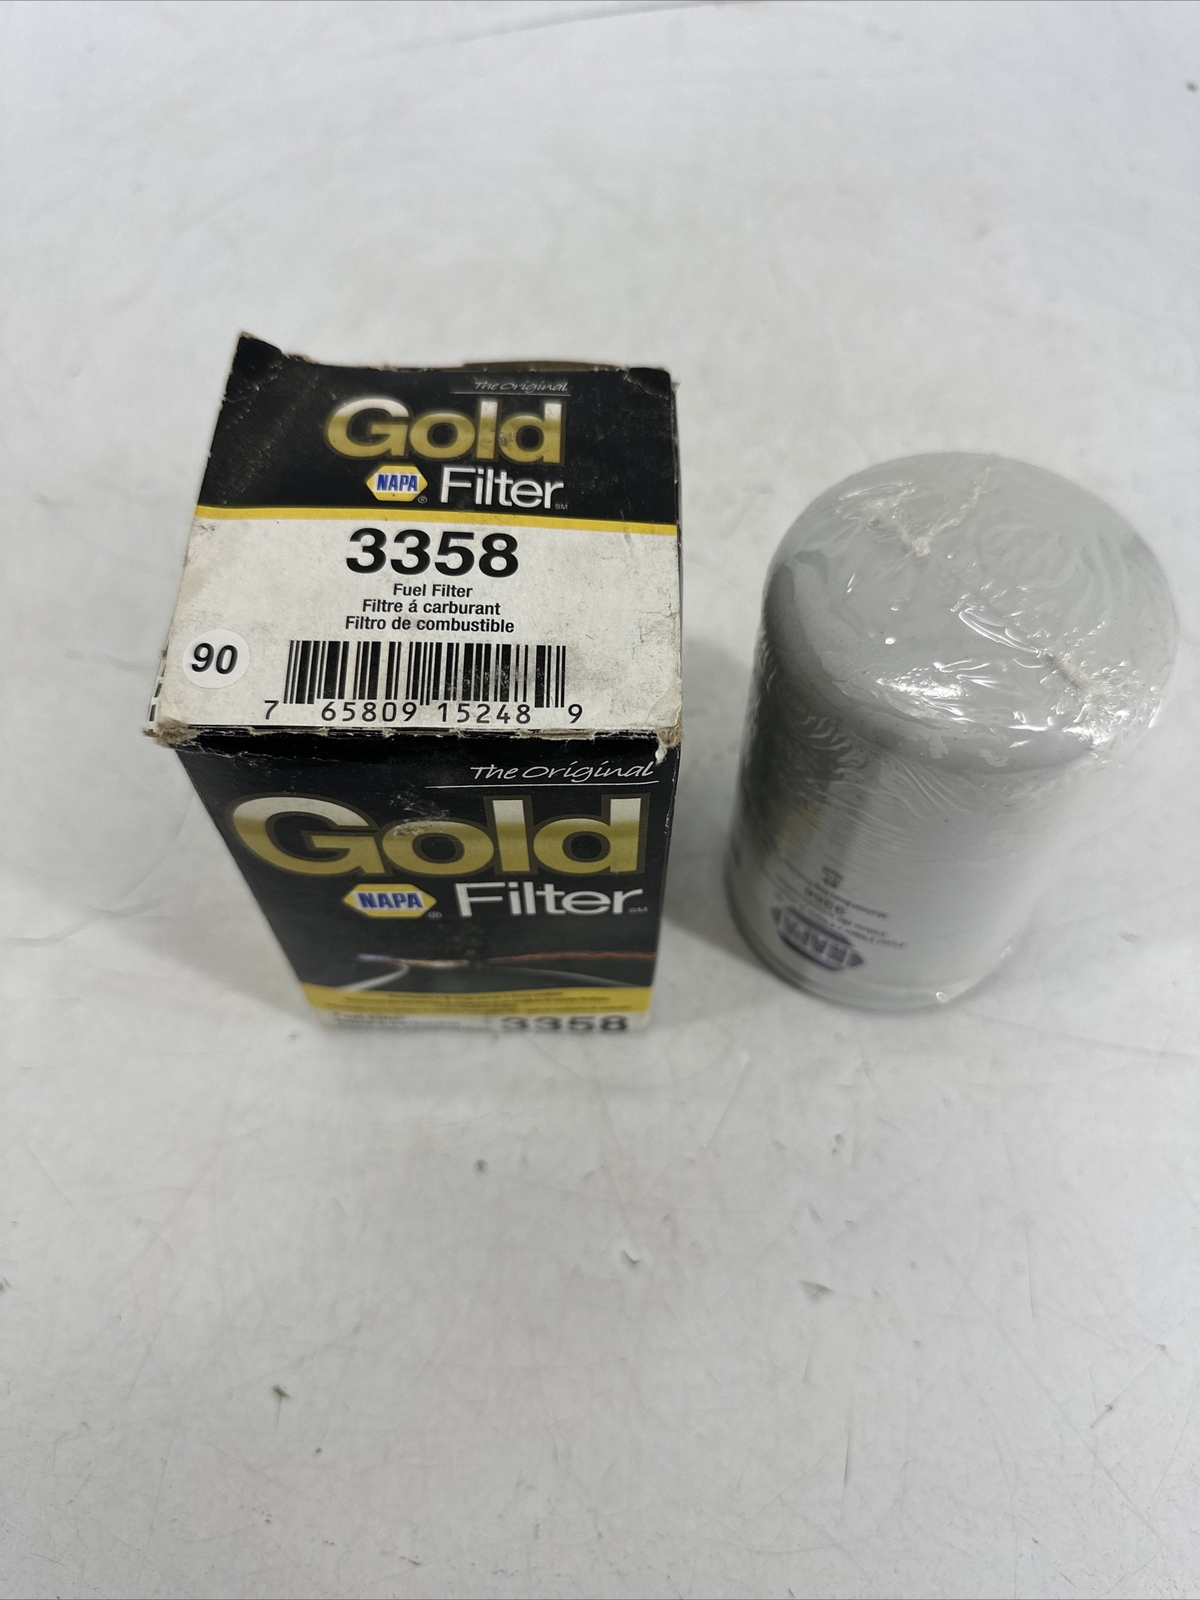 The Original
Gold
NAPA® Filter SM
3358
Fuel Filter
Filtre á carburant
Filtro de combustible
90
7 65809 15248 9
The Original
Gold
NAPA® Filter SM
3358
NAPA